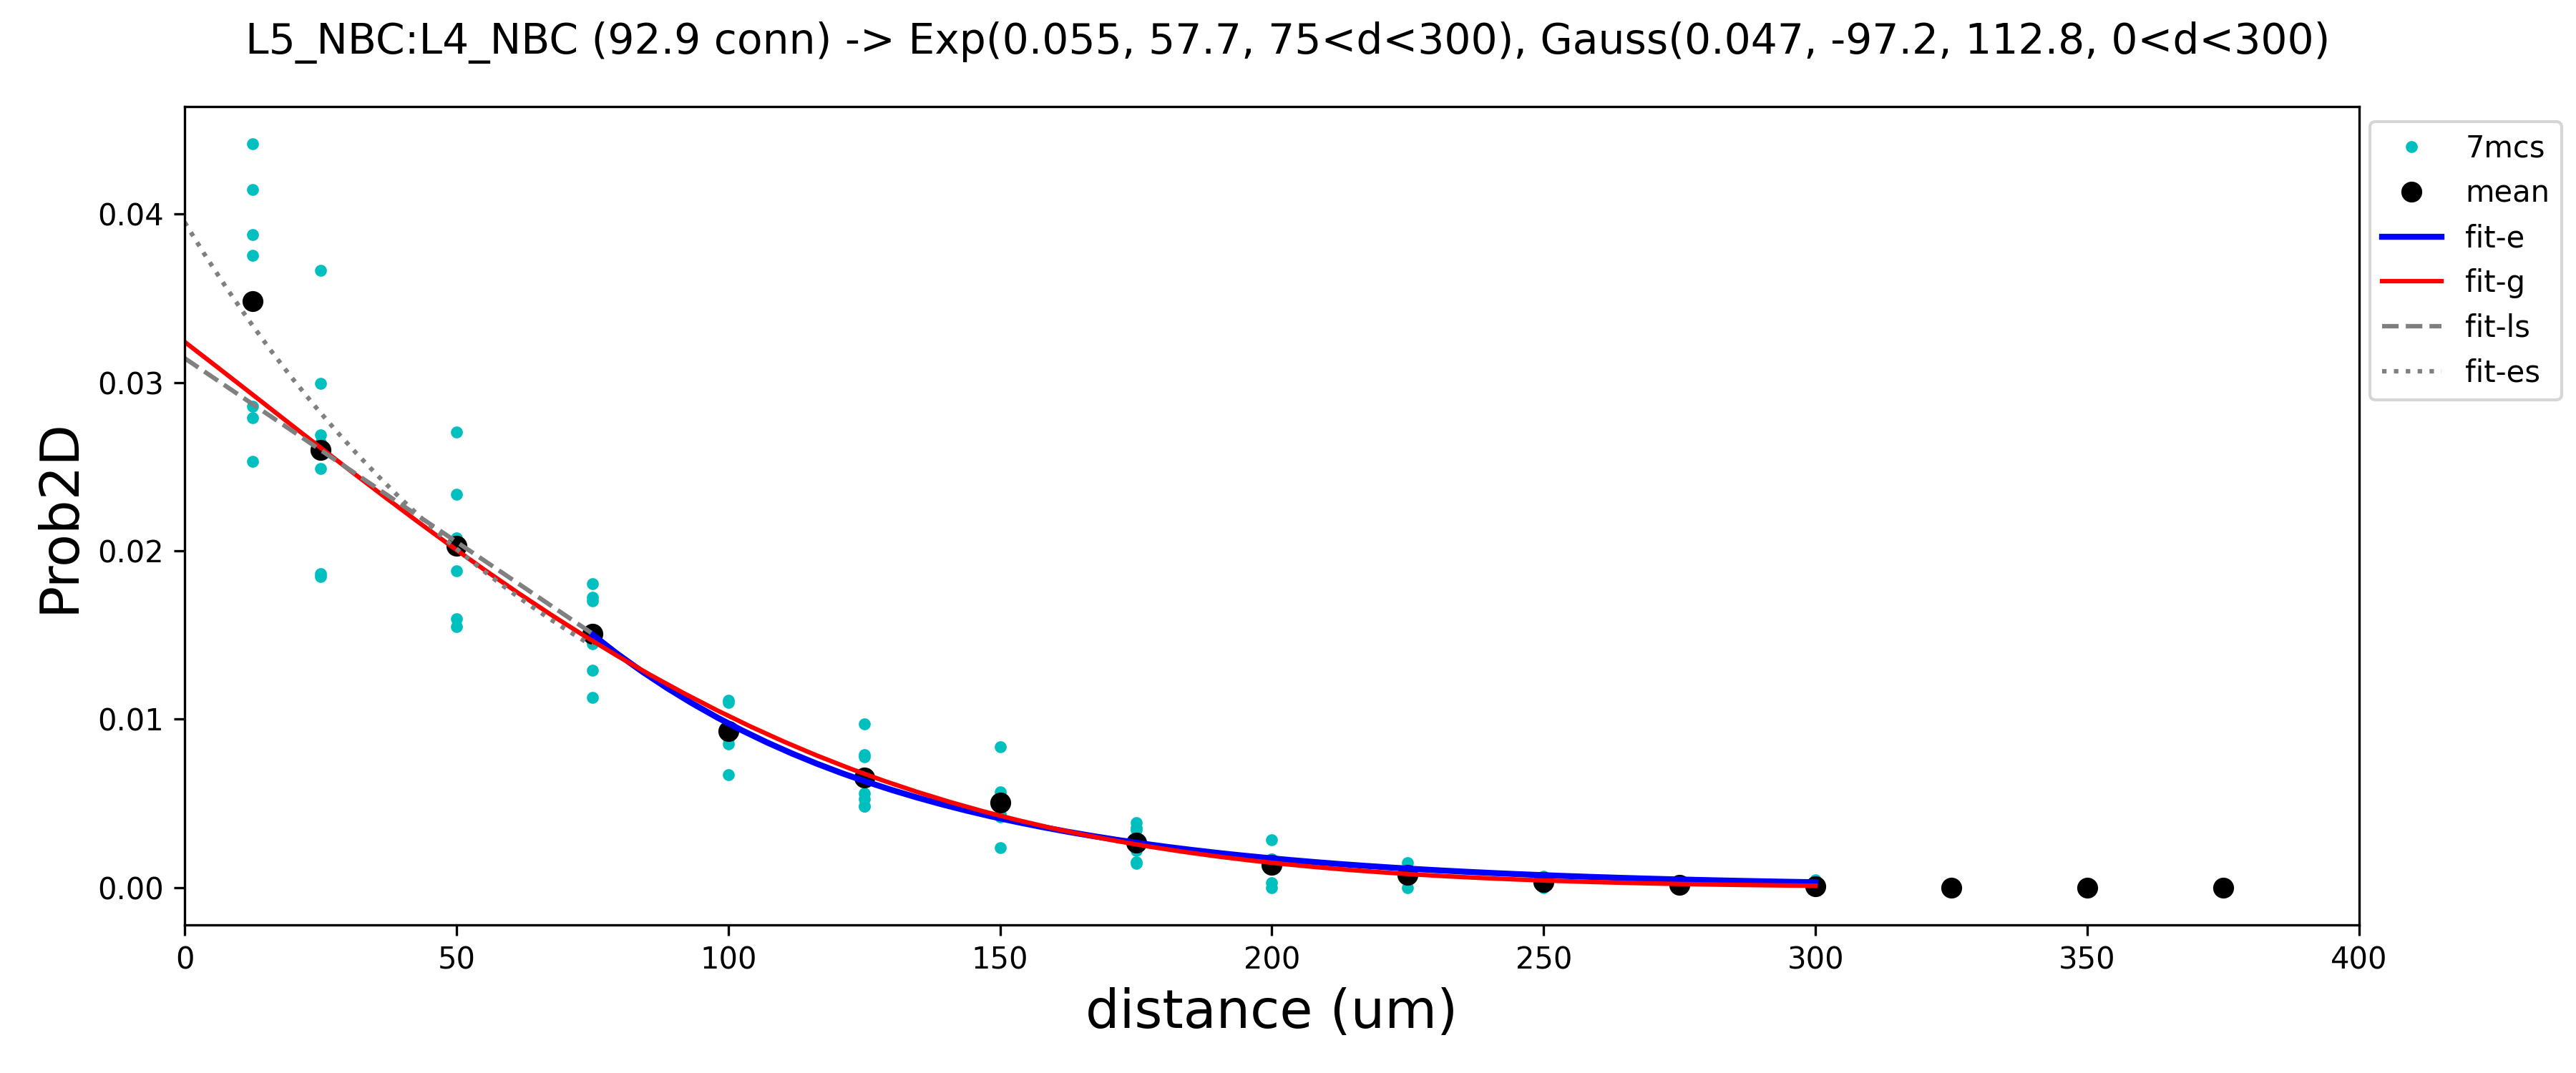 L5_NBC:L4_NBC (92.9 conn) -> Exp(0.055, 57.7, 75<d<300), Gauss(0.047, -97.2, 112.8, 0<d<300)
7mcs
mean
fit-e
fit-g
fit-ls
fit-es
Prob2D
0.04
0.03
0.02
0.01
0.00
0 50 100 150 200 250 300 350 400
distance (um)